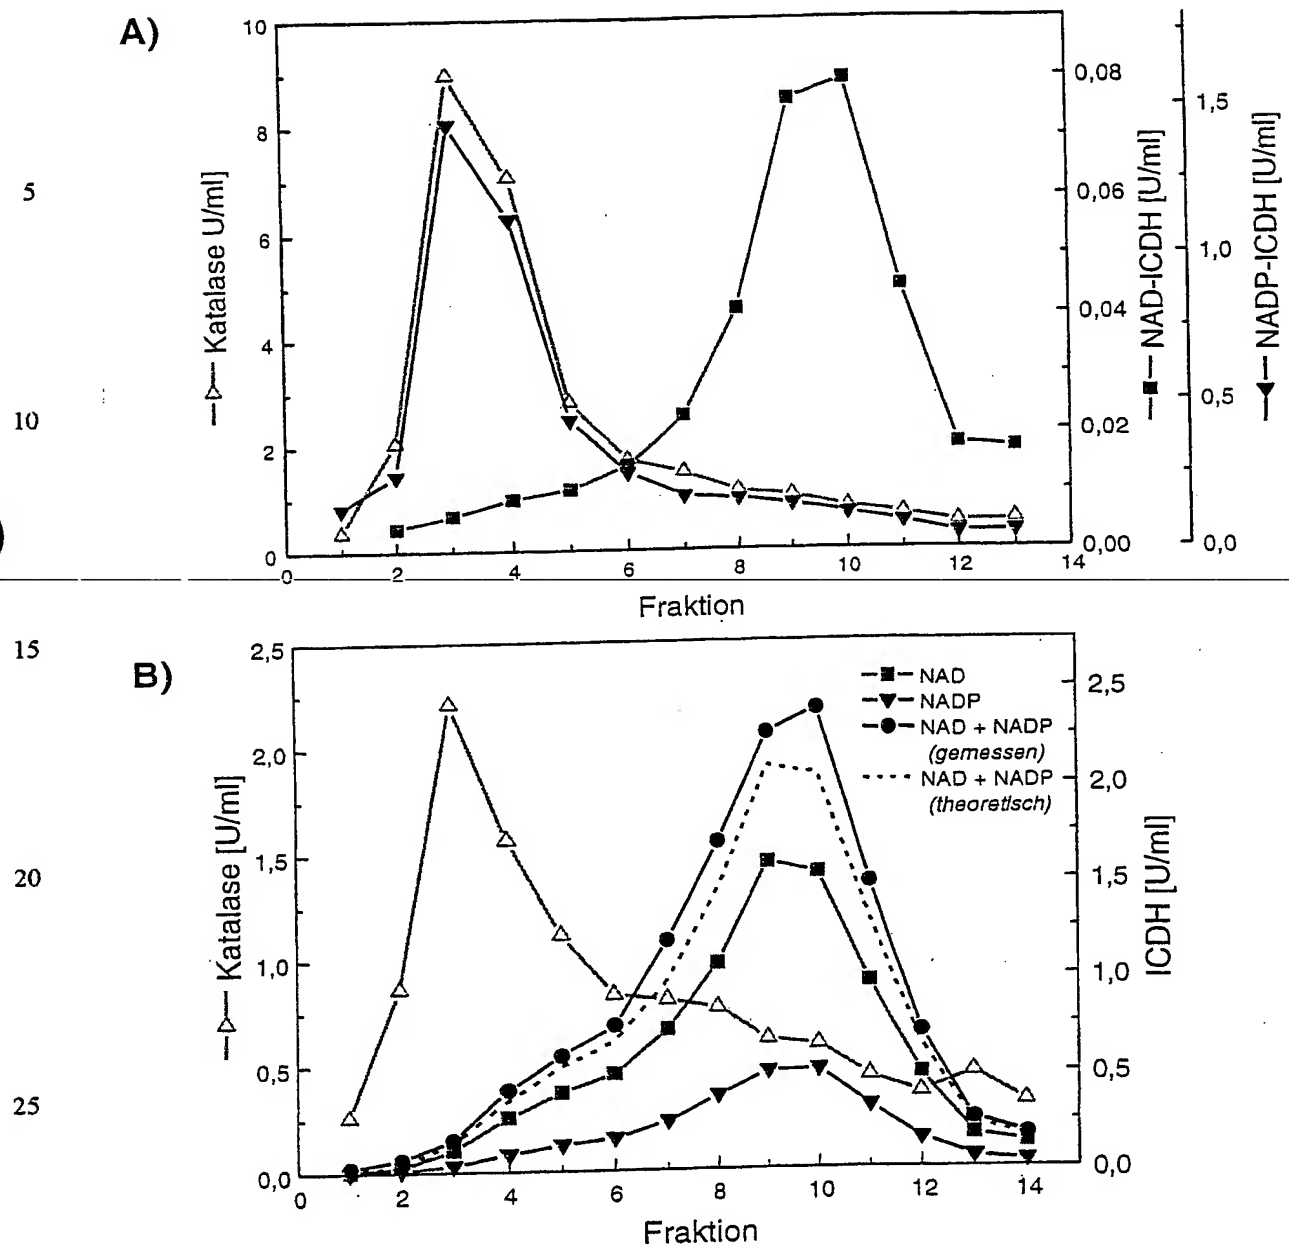 A)
10
8
6
4
2
0
Katalase U/ml
0,08
0,06
0,04
0,02
0,00
NAD-ICDH [U/ml]
1,5
1,0
0,5
0,0
NADP-ICDH [U/ml]
0 2 4 6 8 10 12 14
Fraktion
5
10
15
20
25
B)
2,5
2,0
1,5
1,0
0,5
0,0
Katalase [U/ml]
NAD
NADP
NAD + NADP
(gemessen)
NAD + NADP
(theoretisch)
2,5
2,0
1,5
1,0
0,5
0,0
ICDH [U/ml]
0 2 4 6 8 10 12 14
Fraktion